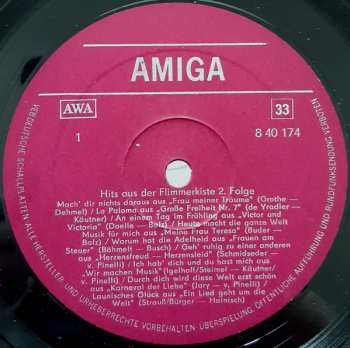 AMIGA
AWA
33
1
8 40 174
Hits aus der Flimmerkiste 2. Folge
Mach' dir nichts daraus aus „Frau meiner Träume" (Grothe -
Dehmel) / La Paloma aus „Große Freiheit Nr. 7" (de Yradier -
Käutner) / An einem Tag im Frühling aus „Victor und
Victoria" (Doelle - Balz) / Heute macht die ganze Welt
Musik für mich aus "Meine Frau Teresa" (Buder -
Balz) / Warum hat die Adelheid aus "Frauen am
Steuer" (Böhmelt - Busch) / Geh' ruhig zu einer anderen
aus „Herzensfreud - Herzensleid" (Schmidseder -
v. Pinelli) / Ich hab' dich und du hast mich aus
„Wir machen Musik"(Igelhoff/Steimel - Käutner/
v. Pinelli) / Durch dich wird diese Welt erst schön
aus „Karneval der Liebe" (Jary - v. Pinelli) /
Launisches Glück aus „Ein Lied geht um die
Welt" (Strauß/Bürger - Hainisch)
VEB DEUTSCHE SCHALLPLATTEN ALLE HERSTELLER UND URHEBERRECHTE VORBEHALTEN ÜBERSPIELUNG, ÖFFENTLICHE AUFFÜHRUNG UND RUNDFUNKSENDUNG VERBOTEN